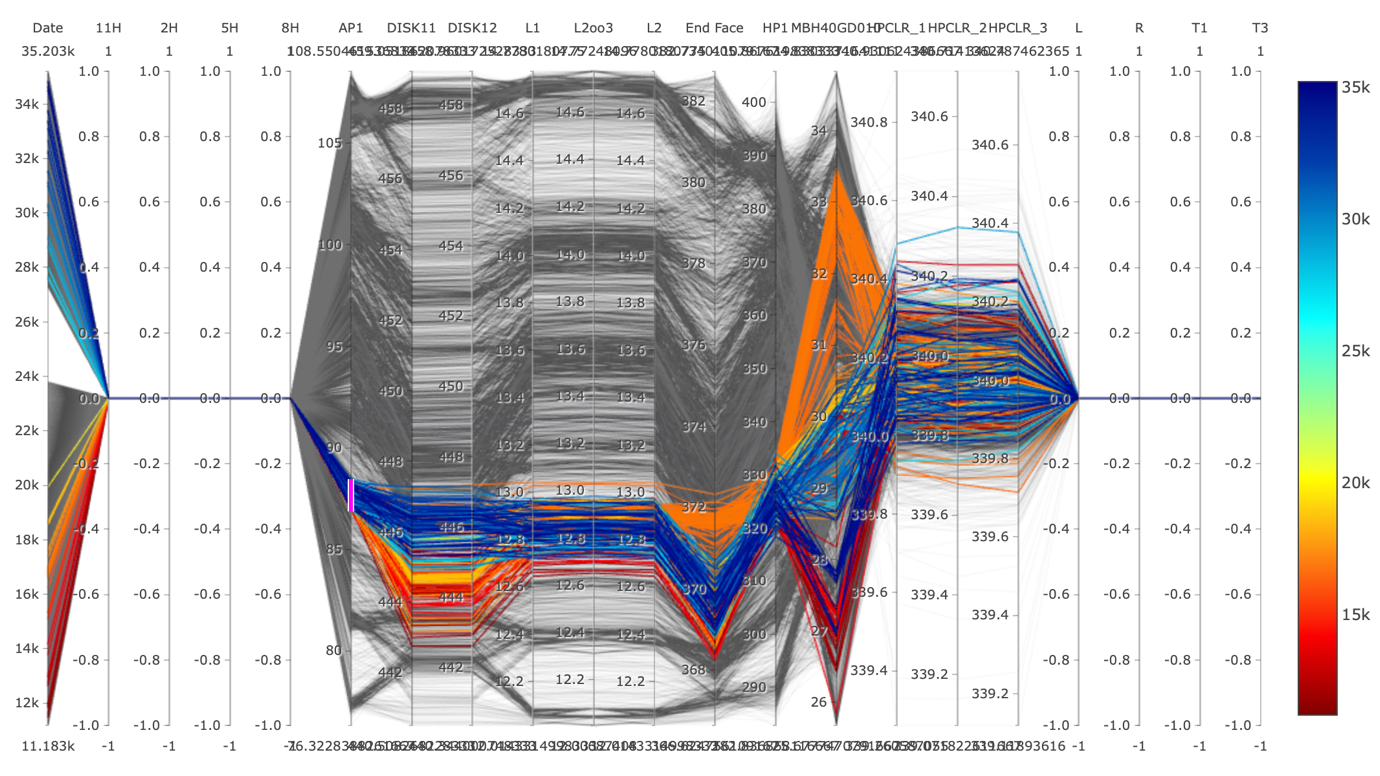 Date 11H 2H 5H 8H AP1 DISK11 DISK12 L1 L2oo3 L2 End Face HP1 HPCLR_2 HPCLR_3 L R T1 T3
35.203k 1 1 1 1 1 1 1 1
1.0 1.0 1.0 1.0 1.0 1.0 1.0 1.0 35k
34k 458 458 382 400
14.6 14.6 14.6 340.8 340.6
0.8 0.8 0.8 0.8 105 34 340.6 0.8 0.8 0.8 0.8
32k 456 456 14.4 14.4 14.4 380 390
30k 0.6 0.6 0.6 0.6 14.2 14.2 14.2 380 33 340.6 340.4 340.4 0.6 0.6 0.6 0.6 30k
100 454 454 14.0 14.0 14.0 378 370
28k 0.4 0.4 0.4 0.4 32 340.4 340.2 340.2 0.4 0.4 0.4 0.4
26k 452 452 13.8 13.8 13.8 360
0.2 0.2 0.2 0.2 95 13.6 13.6 13.6 376 31 340.2 340.0 0.2 0.2 0.2 0.2 25k
24k 450 450 350 340.0
0.0 0.0 0.0 0.0 13.4 13.4 13.4 0.0 0.0 0.0 0.0
22k 90 13.2 13.2 13.2 374 340 30 340.0 339.8
-0.2 -0.2 -0.2 -0.2 448 448 339.8 -0.2 -0.2 -0.2 -0.2
20k 13.0 13.0 13.0 372 330 29 20k
18k -0.4 -0.4 -0.4 -0.4 446 446 12.8 12.8 12.8 320 339.8 339.6 339.6 -0.4 -0.4 -0.4 -0.4
85 28
16k -0.6 -0.6 -0.6 -0.6 444 444 12.6 12.6 12.6 370 310 339.6 339.4 339.4 -0.6 -0.6 -0.6 -0.6 15k
14k 80 12.4 12.4 12.4 300 27
-0.8 -0.8 -0.8 -0.8 442 442 12.2 12.2 12.2 368 290 339.4 339.2 339.2 -0.8 -0.8 -0.8 -0.8
12k 26
-1.0 -1.0 -1.0 -1.0 -1.0 -1.0 -1.0 -1.0
11.183k -1 -1 -1 -1 -1 -1 -1